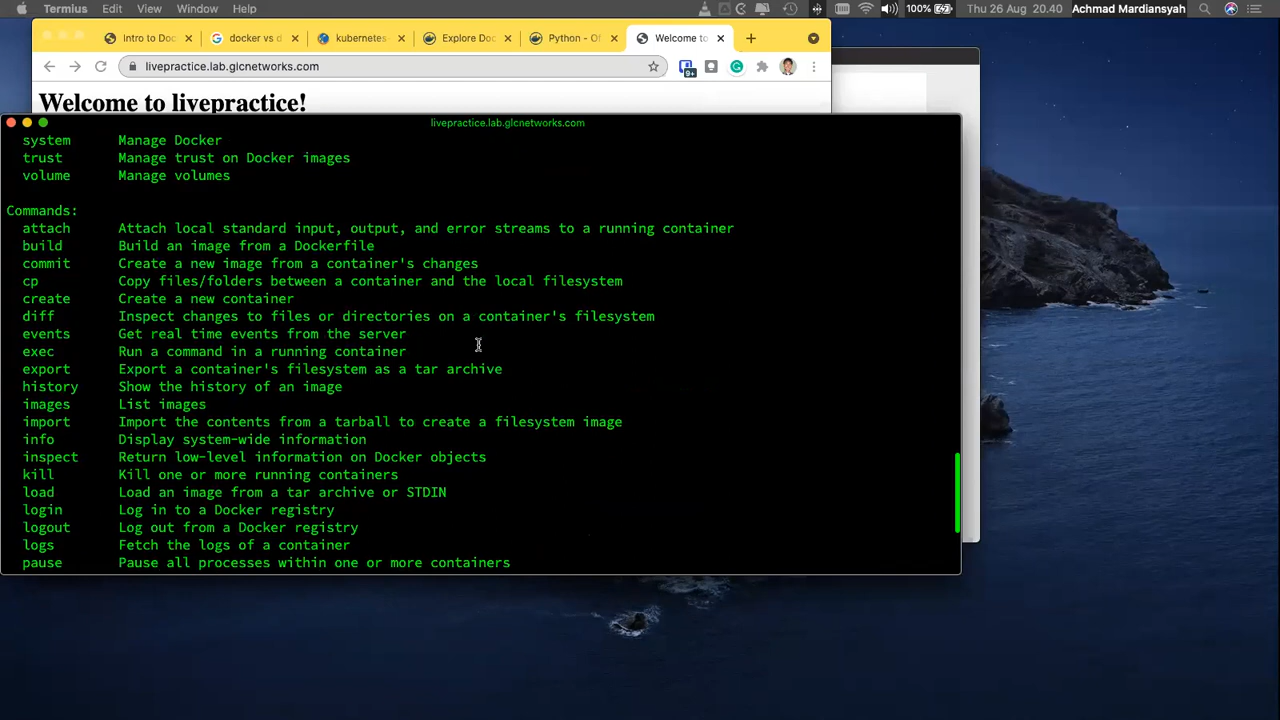 Termius Edit View Window Help 100% Thu 26 Aug 20.40 Achmad Mardiansyah
Intro to Doc docker vs d kubernetes Explore Doc Python - Of Welcome to
livepractice.lab.glcnetworks.com 9+
Welcome to livepractice!
livepractice.lab.glcnetworks.com
system Manage Docker
trust Manage trust on Docker images
volume Manage volumes
Commands:
attach Attach local standard input, output, and error streams to a running container
build Build an image from a Dockerfile
commit Create a new image from a container's changes
cp Copy files/folders between a container and the local filesystem
create Create a new container
diff Inspect changes to files or directories on a container's filesystem
events Get real time events from the server
exec Run a command in a running container
export Export a container's filesystem as a tar archive
history Show the history of an image
images List images
import Import the contents from a tarball to create a filesystem image
info Display system-wide information
inspect Return low-level information on Docker objects
kill Kill one or more running containers
load Load an image from a tar archive or STDIN
login Log in to a Docker registry
logout Log out from a Docker registry
logs Fetch the logs of a container
pause Pause all processes within one or more containers